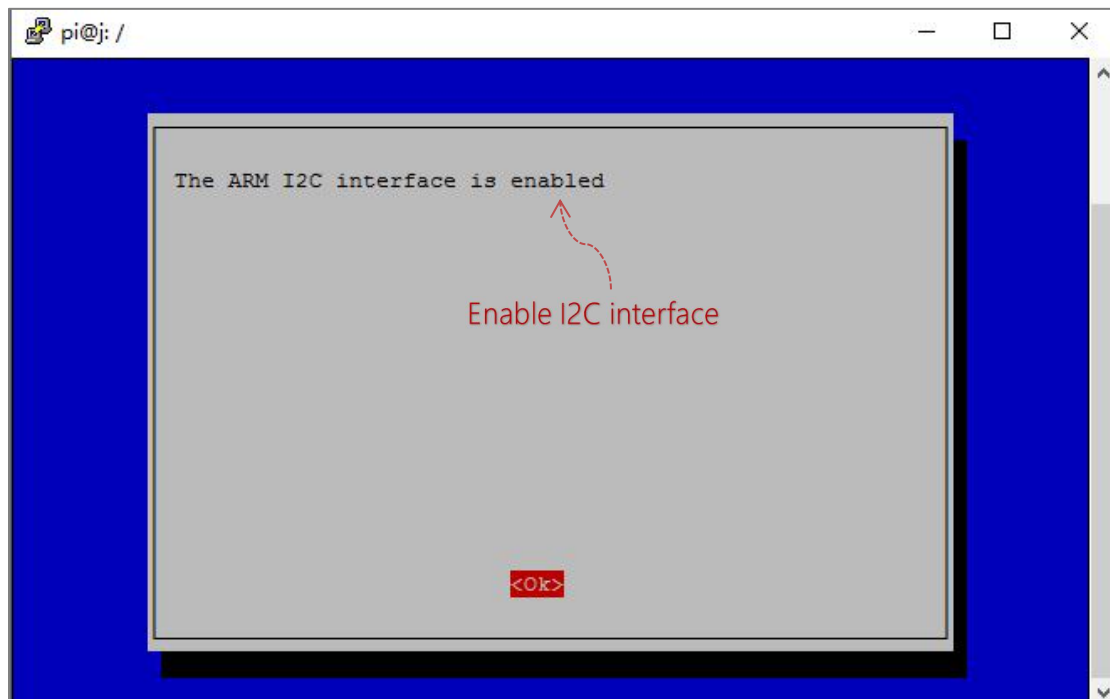 pi@j: /
The ARM I2C interface is enabled
Enable I2C interface
<Ok>